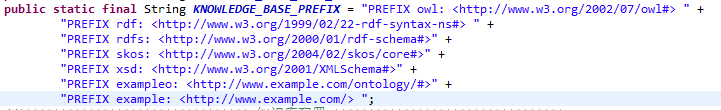 public static final String KNOWLEDGE_BASE_PREFIX = "PREFIX owl: <http://www.w3.org/2002/07/owl#> " +
"PREFIX rdf: <http://www.w3.org/1999/02/22-rdf-syntax-ns#> " +
"PREFIX rdfs: <http://www.w3.org/2000/01/rdf-schema#>" +
"PREFIX skos: <http://www.w3.org/2004/02/skos/core#>" +
"PREFIX xsd: <http://www.w3.org/2001/XMLSchema#>" +
"PREFIX exampleo: <http://www.example.com/ontology/#>" +
"PREFIX example: <http://www.example.com/> ";